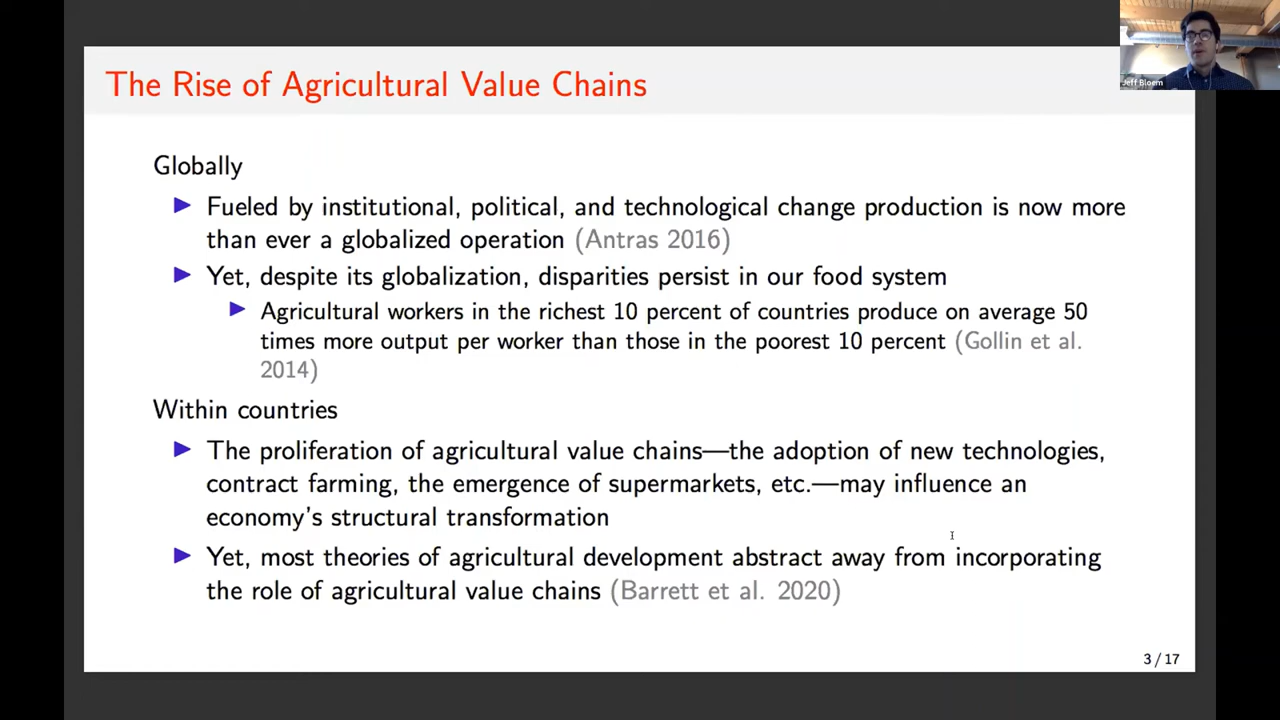 The Rise of Agricultural Value Chains
Jeff Bloem
Globally
Fueled by institutional, political, and technological change production is now more
than ever a globalized operation (Antras 2016)
Yet, despite its globalization, disparities persist in our food system
Agricultural workers in the richest 10 percent of countries produce on average 50
times more output per worker than those in the poorest 10 percent (Gollin et al.
2014)
Within countries
The proliferation of agricultural value chains—the adoption of new technologies,
contract farming, the emergence of supermarkets, etc.—may influence an
economy's structural transformation
Yet, most theories of agricultural development abstract away from incorporating
the role of agricultural value chains (Barrett et al. 2020)
3 / 17